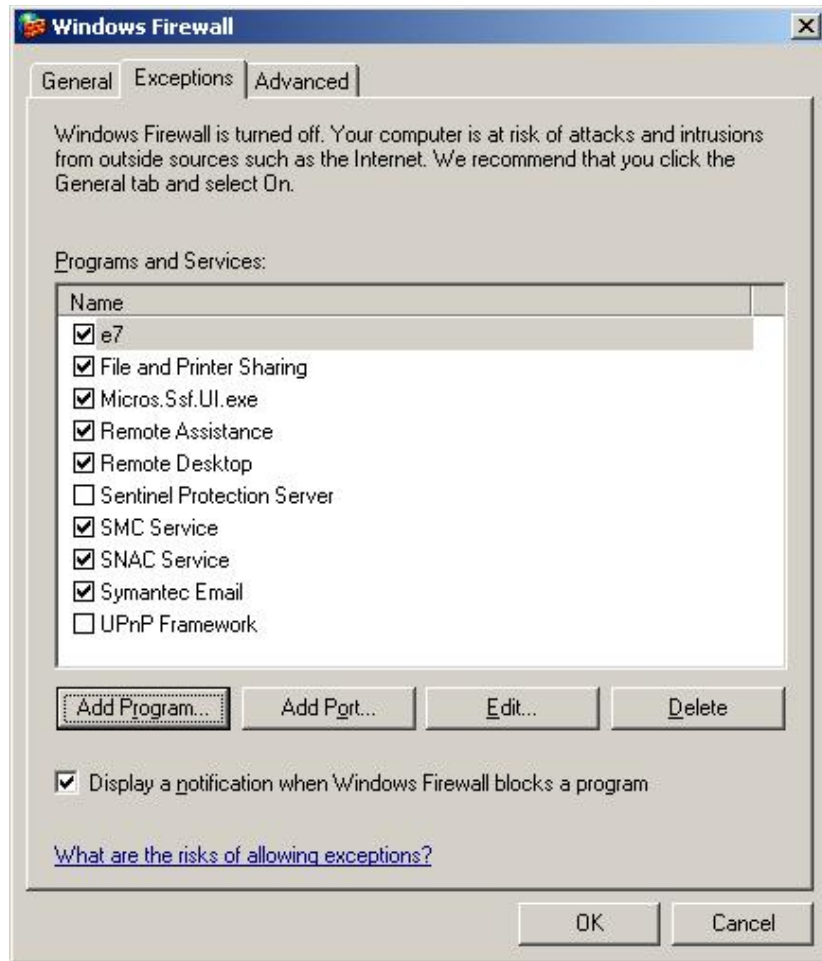 Windows Firewall
General Exceptions Advanced
Windows Firewall is turned off. Your computer is at risk of attacks and intrusions
from outside sources such as the Internet. We recommend that you click the
General tab and select On.
Programs and Services:
Name
e7
File and Printer Sharing
Micros.Ssf.UI.exe
Remote Assistance
Remote Desktop
Sentinel Protection Server
SMC Service
SNAC Service
Symantec Email
UPnP Framework
Add Program... Add Port... Edit... Delete
Display a notification when Windows Firewall blocks a program
What are the risks of allowing exceptions?
OK Cancel